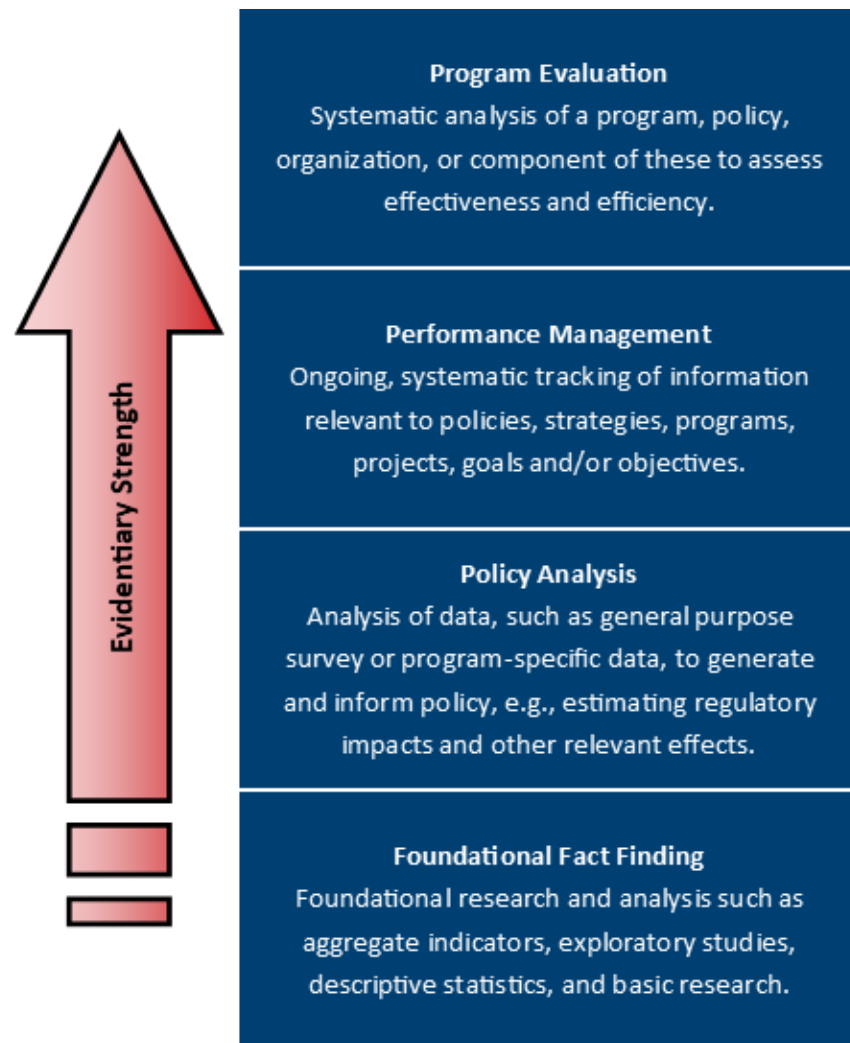 Program Evaluation
Systematic analysis of a program, policy,
organization, or component of these to assess
effectiveness and efficiency.
Performance Management
Ongoing, systematic tracking of information
relevant to policies, strategies, programs,
projects, goals and/or objectives.
Policy Analysis
Analysis of data, such as general purpose
survey or program-specific data, to generate
and inform policy, e.g., estimating regulatory
impacts and other relevant effects.
Foundational Fact Finding
Foundational research and analysis such as
aggregate indicators, exploratory studies,
descriptive statistics, and basic research.
Evidentiary Strength